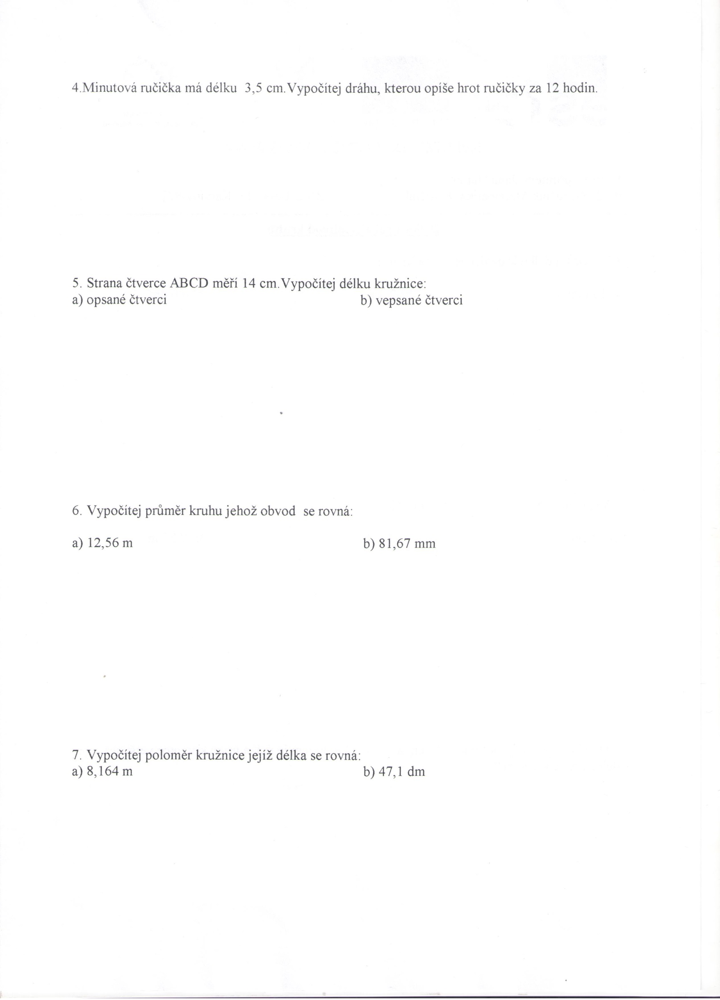 4.Minutová ručička má délku 3,5 cm.Vypočítej dráhu, kterou opíše hrot ručičky za 12 hodin.
5. Strana čtverce ABCD měří 14 cm.Vypočítej délku kružnice:
a) opsané čtverci b) vepsané čtverci
6. Vypočítej průměr kruhu jehož obvod se rovná:
a) 12,56 m b) 81,67 mm
7. Vypočítej poloměr kružnice jejíž délka se rovná:
a) 8,164 m b) 47,1 dm